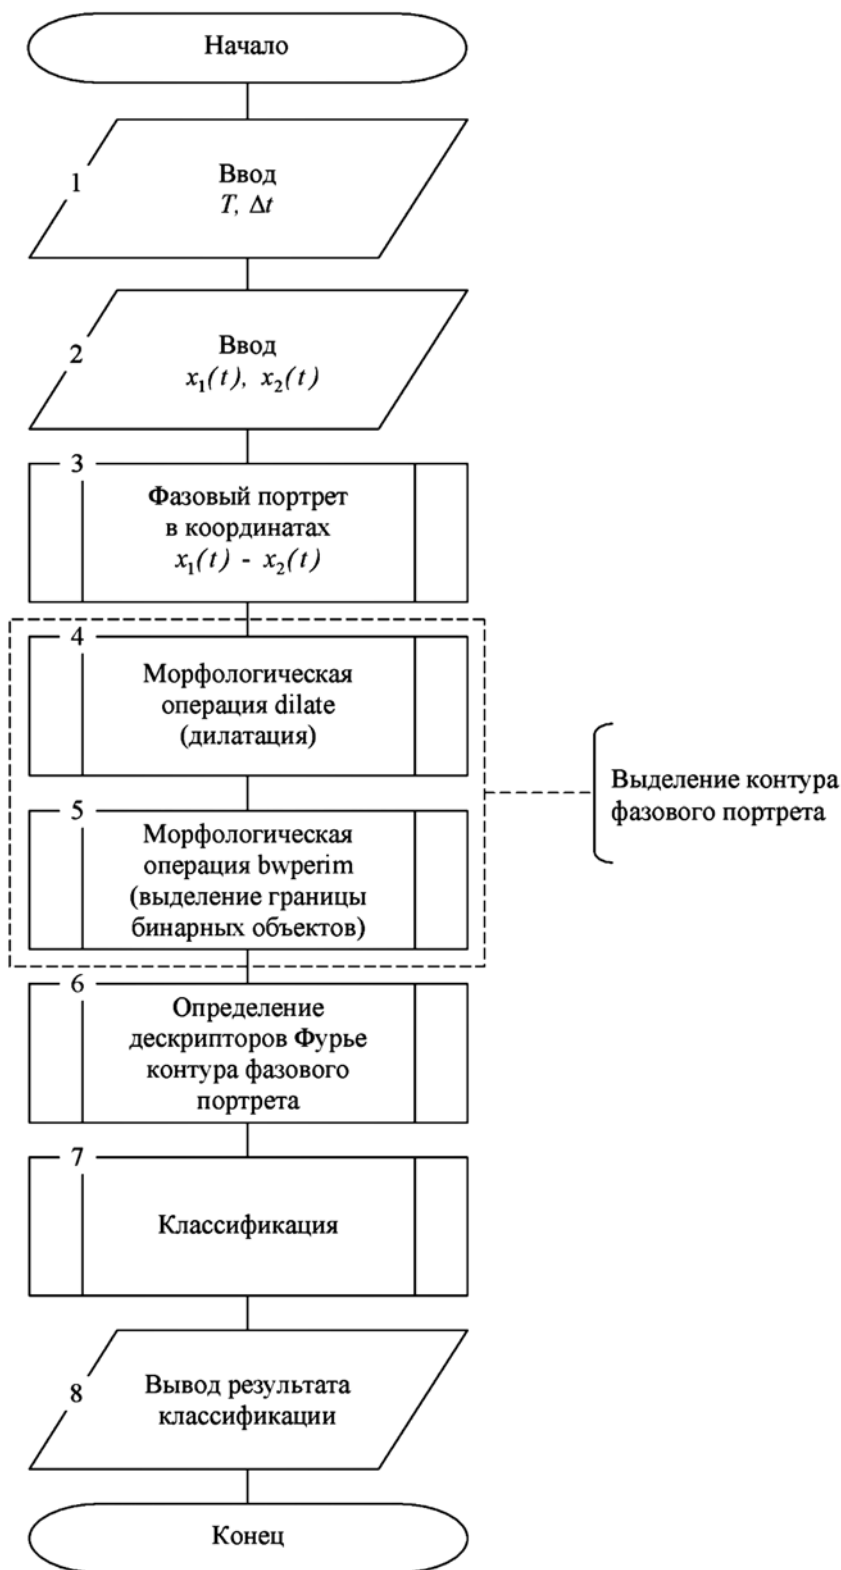 Начало
1
Ввод
T, Δt
2
Ввод
x₁(t), x₂(t)
3
Фазовый портрет
в координатах
x₁(t) - x₂(t)
4
Морфологическая
операция dilate
(дилатация)
Выделение контура
фазового портрета
5
Морфологическая
операция bwperim
(выделение границы
бинарных объектов)
6
Определение
дескрипторов Фурье
контура фазового
портрета
7
Классификация
8
Вывод результата
классификации
Конец